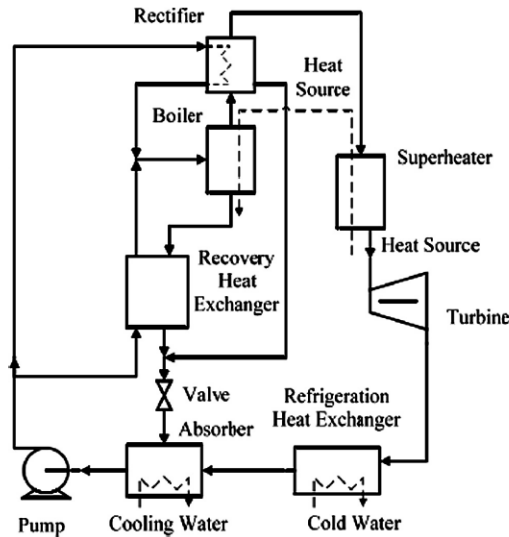 Rectifier
Heat
Source
Boiler
Superheater
Heat Source
Recovery
Heat
Exchanger
Turbine
Refrigeration
Heat Exchanger
Valve
Absorber
Pump
Cooling Water
Cold Water